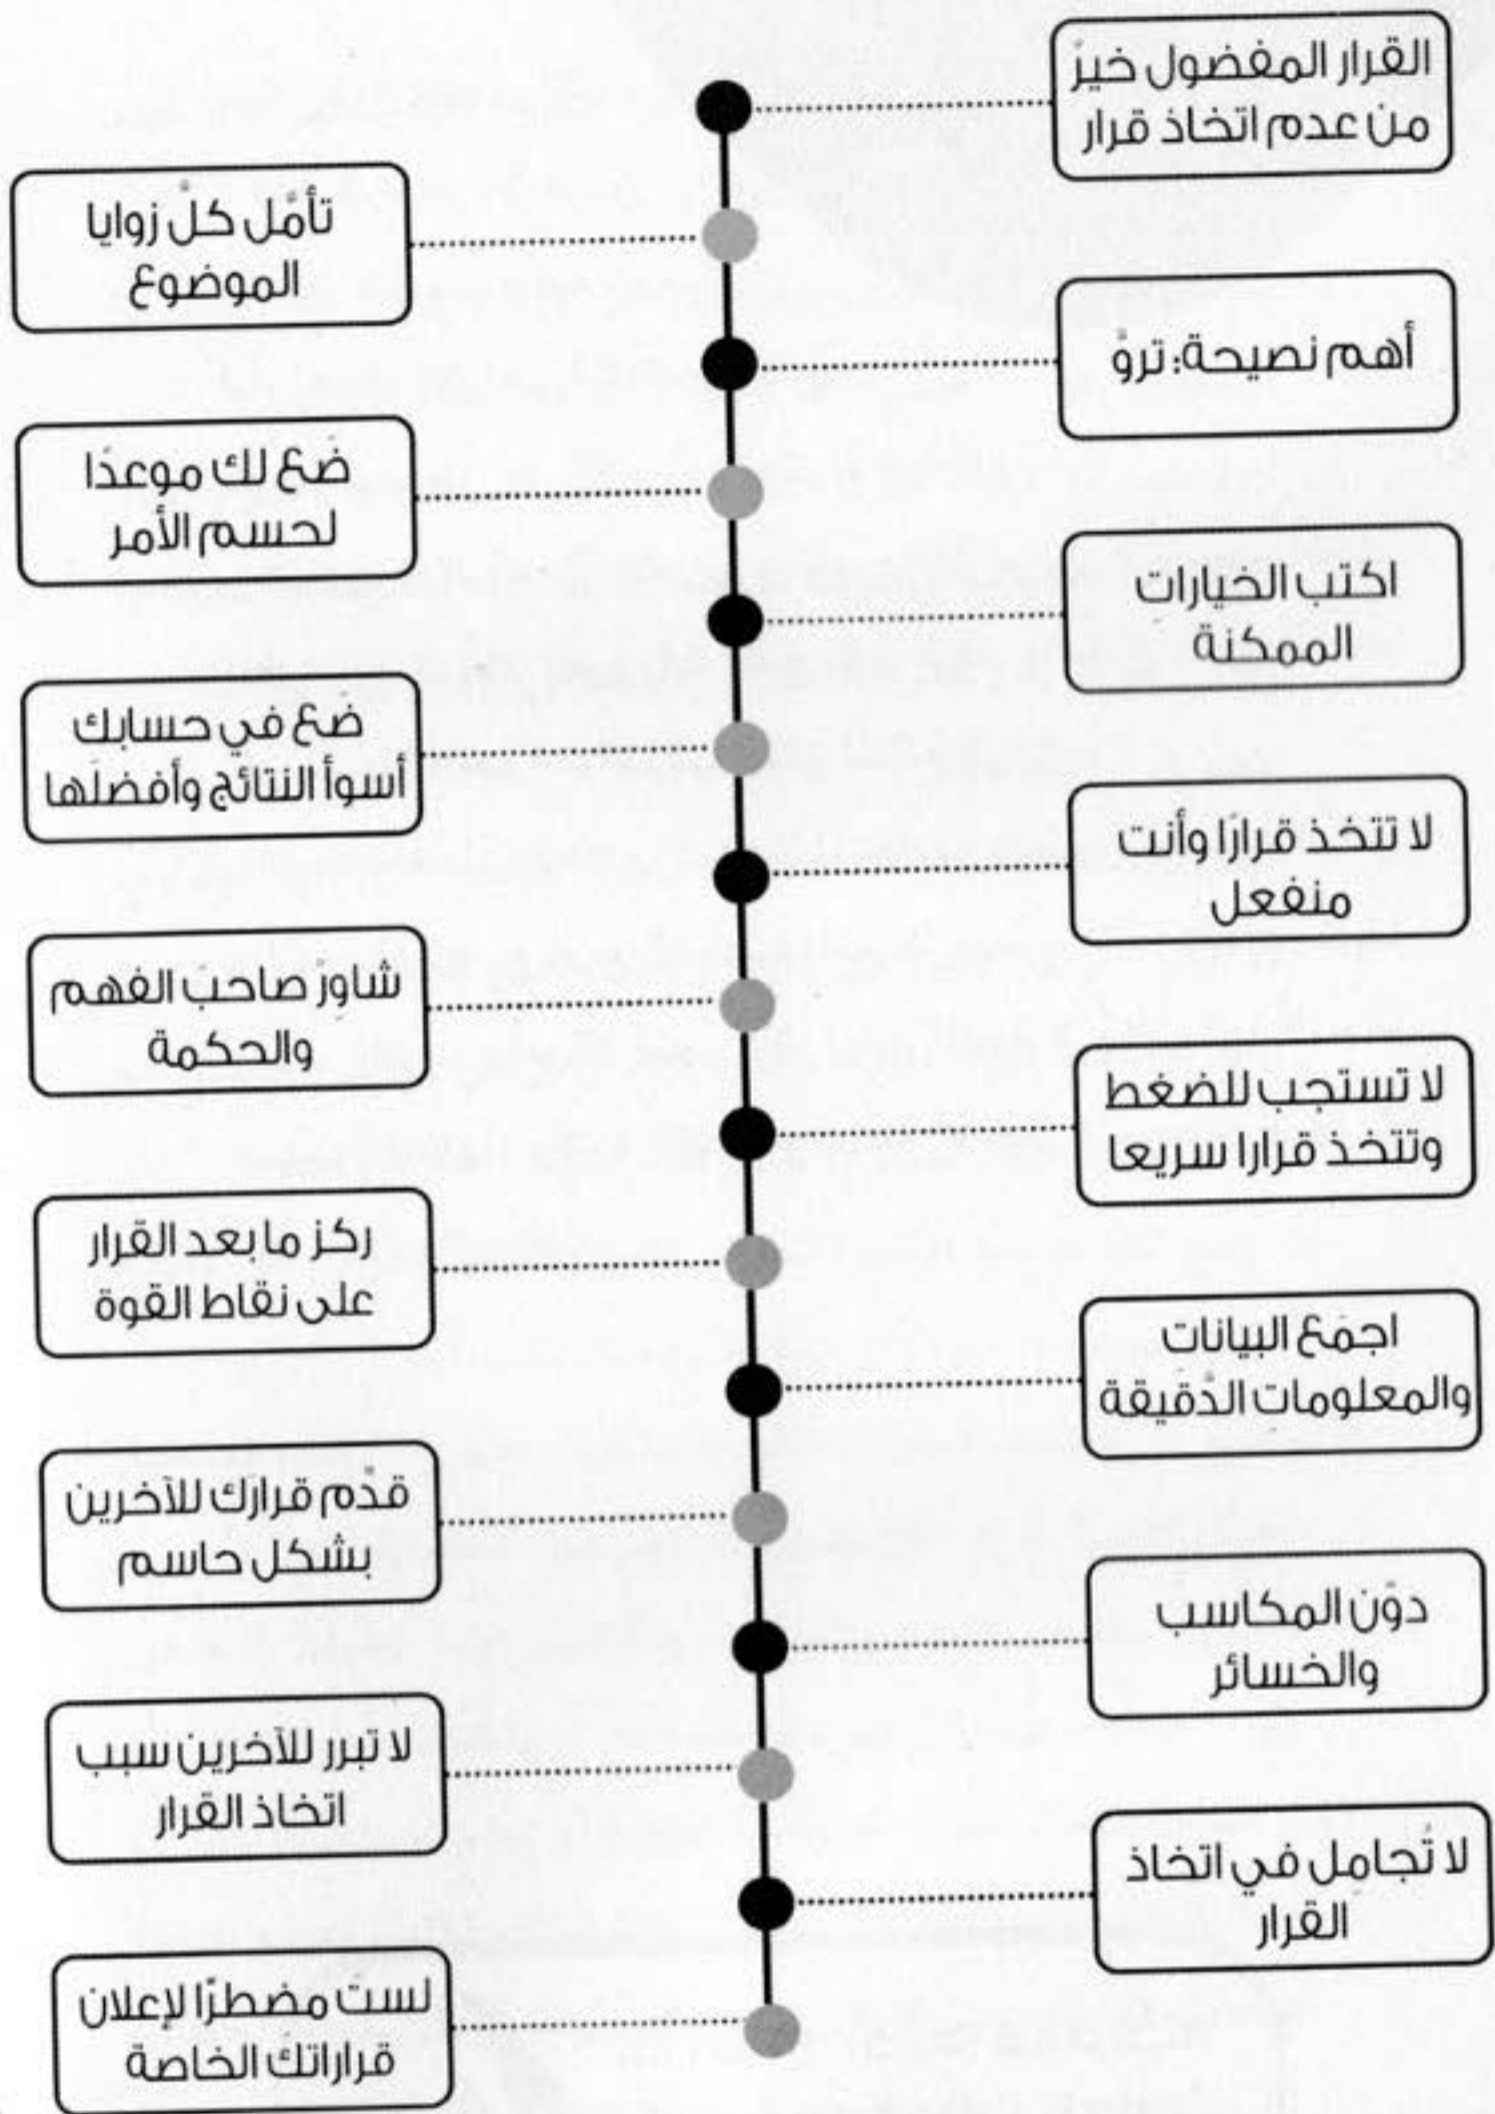 القرار المفضول خيرٌ
من عدم اتخاذ قرار
تأمَّل كلَّ زوايا
الموضوع
أهم نصيحة: تروَّ
ضَع لك موعدًا
لحسم الأمر
اكتب الخياراتِ
الممكنة
ضَع في حسابك
أسوأ النتائج وأفضلَها
لا تتخذ قرارًا وأنت
منفعل
شاوِرْ صاحبَ الفهم
والحكمة
لا تستجب للضغط
وتتخذ قرارا سريعا
ركز ما بعد القرار
على نقاط القوة
اجمَع البيانات
والمعلوماتِ الدَّقيقة
قدِّم قرارَك للآخرين
بشكل حاسم
دوِّن المكاسب
والخسائر
لا تبرر للآخرين سبب
اتخاذ القرار
لا تُجامِل في اتخاذ
القرار
لستَ مضطرًّا لإعلان
قراراتكَ الخاصة